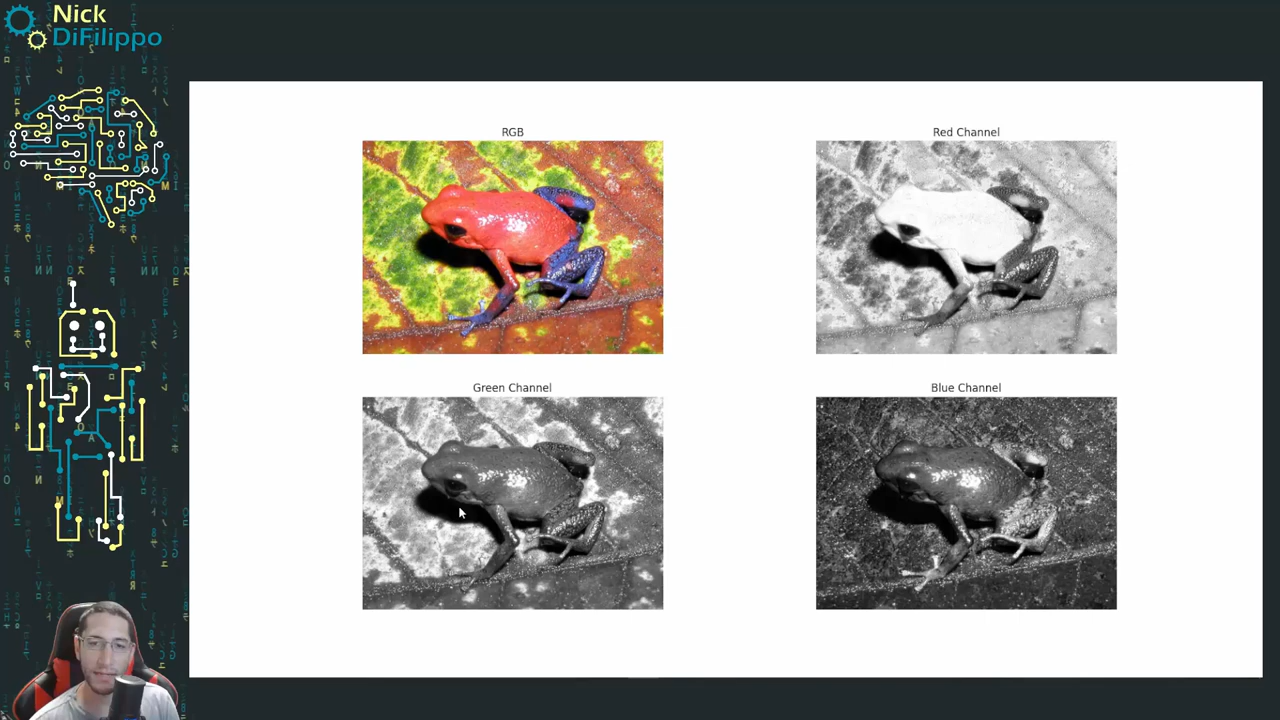 Nick
DiFilippo
RGB
Red Channel
Green Channel
Blue Channel